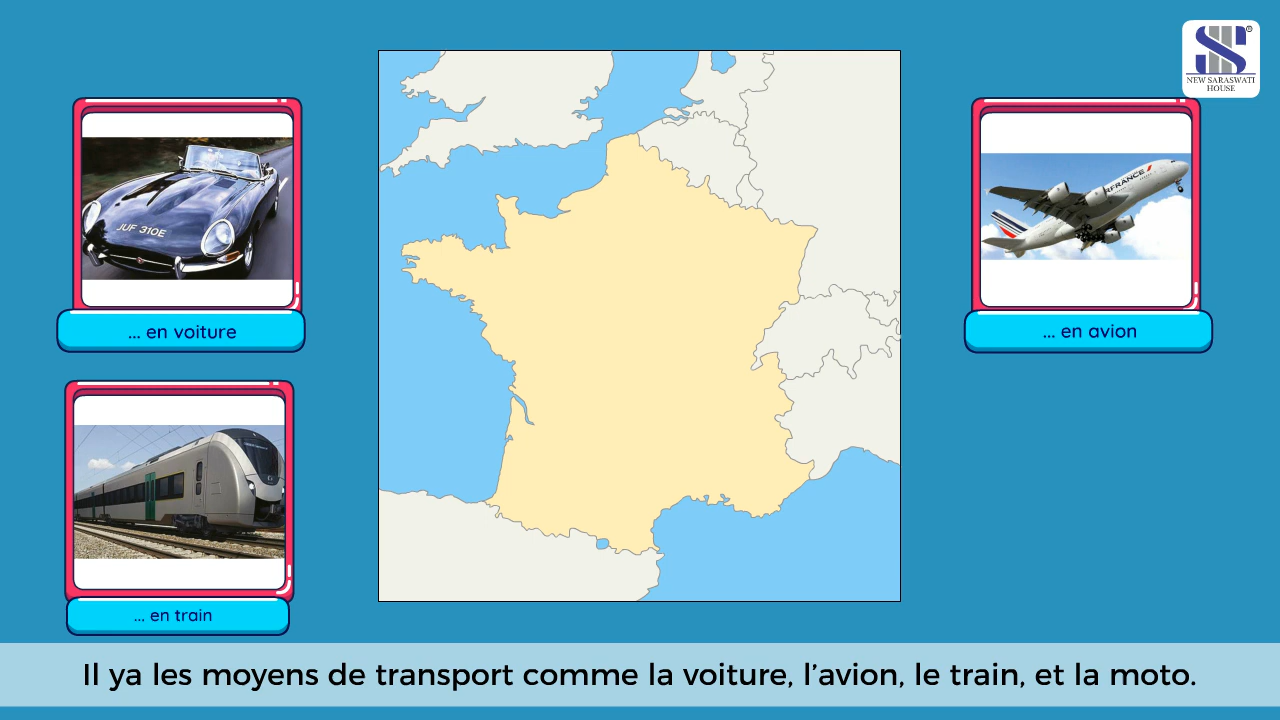 NEW SARASWATI
HOUSE
JUF 310E
... en voiture
RFRANCE
... en avion
... en train
Il ya les moyens de transport comme la voiture, l’avion, le train, et la moto.